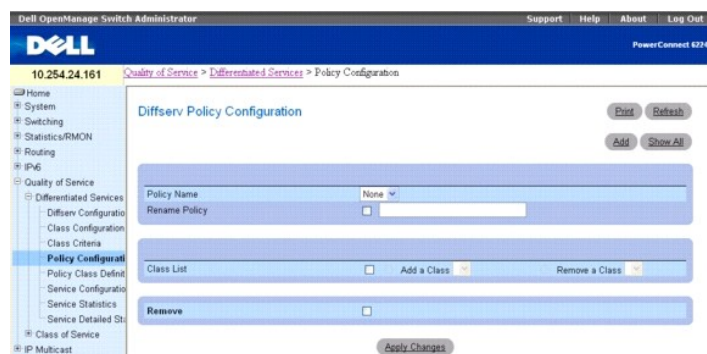 Dell OpenManage Switch Administrator
Support Help About Log Out
DELL
PowerConnect 6224
10.254.24.161
Quality of Service > Differentiated Services > Policy Configuration
Home
System
Switching
Statistics/RMON
Routing
IPv6
Quality of Service
Differentiated Services
Diffserv Configuratio
Class Configuration
Class Criteria
Policy Configurati
Policy Class Definit
Service Configuratio
Service Statistics
Service Detailed Sta
Class of Service
IP Multicast
Diffserv Policy Configuration
Print Refresh
Add Show All
Policy Name None
Rename Policy
Class List Add a Class Remove a Class
Remove
Apply Changes